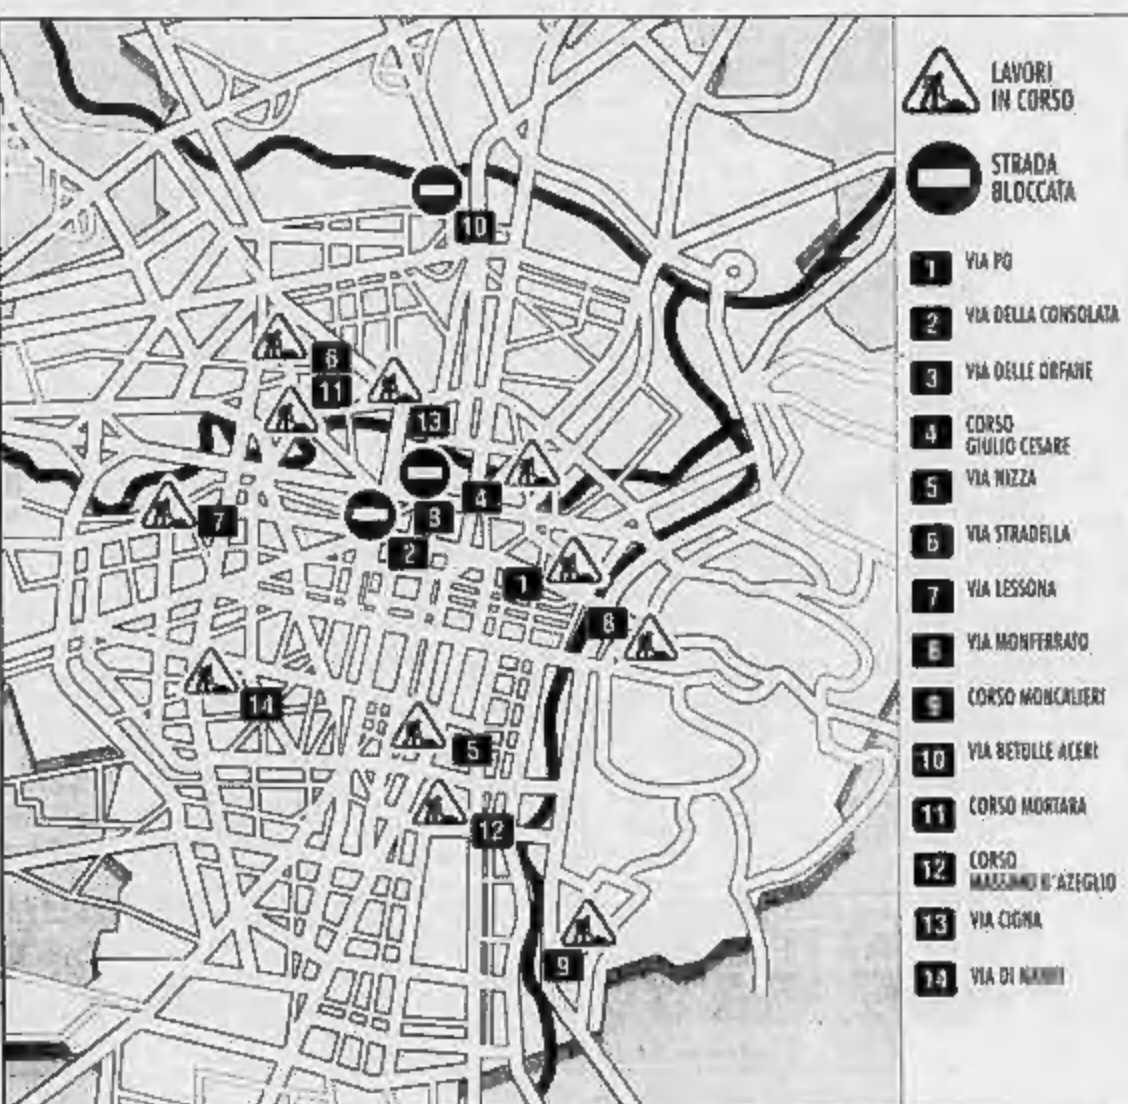 LAVORI
IN CORSO
STRADA
BLOCCATA
1 VIA PO
2 VIA DELLA CONSOLATA
3 VIA DELLE ORFANE
4 CORSO
GIULIO CESARE
5 VIA NIZZA
6 VIA STRADELLA
7 VIA LESSONA
8 VIA MONFERRATO
9 CORSO MONCALIERI
10 VIA BETULLE ACERI
11 CORSO MORTARA
12 CORSO
MASSIMO D'AZEGLIO
13 VIA CIGNA
14 VIA DI NANNI
10
6
11
13
4
3
7
2
1
8
14
5
12
9